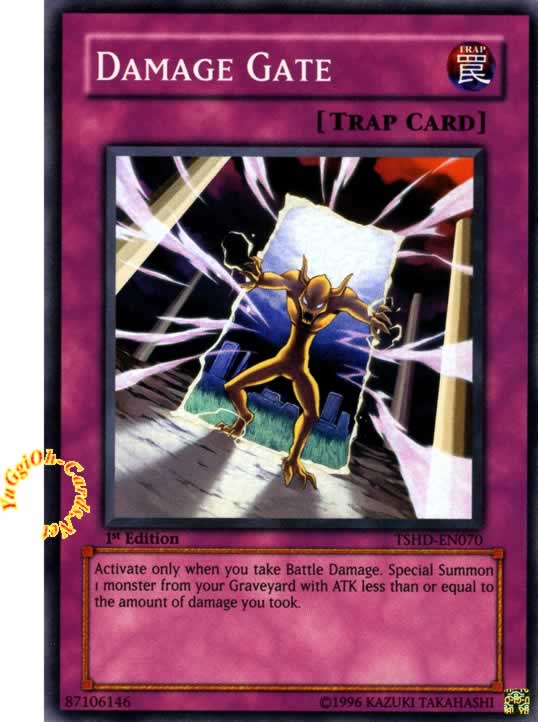 DAMAGE GATE
TRAP
罠
[TRAP CARD]
YuGgiOh-Cards.Net
1st Edition
TSHD-EN070
Activate only when you take Battle Damage. Special Summon
1 monster from your Graveyard with ATK less than or equal to
the amount of damage you took.
87106146
©1996 KAZUKI TAKAHASHI